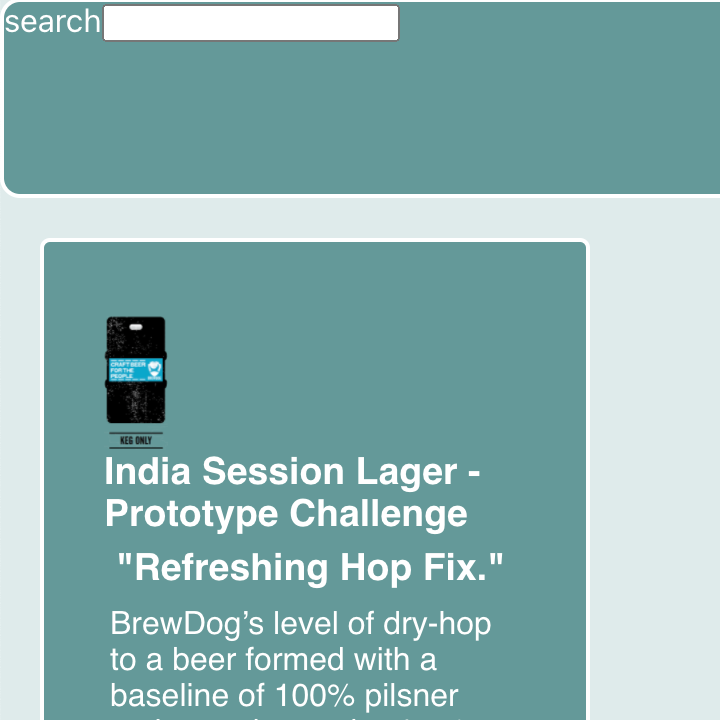 search
CRAFT BEER
FOR THE
PEOPLE
KEG ONLY
India Session Lager -
Prototype Challenge
"Refreshing Hop Fix."
BrewDog’s level of dry-hop
to a beer formed with a
baseline of 100% pilsner